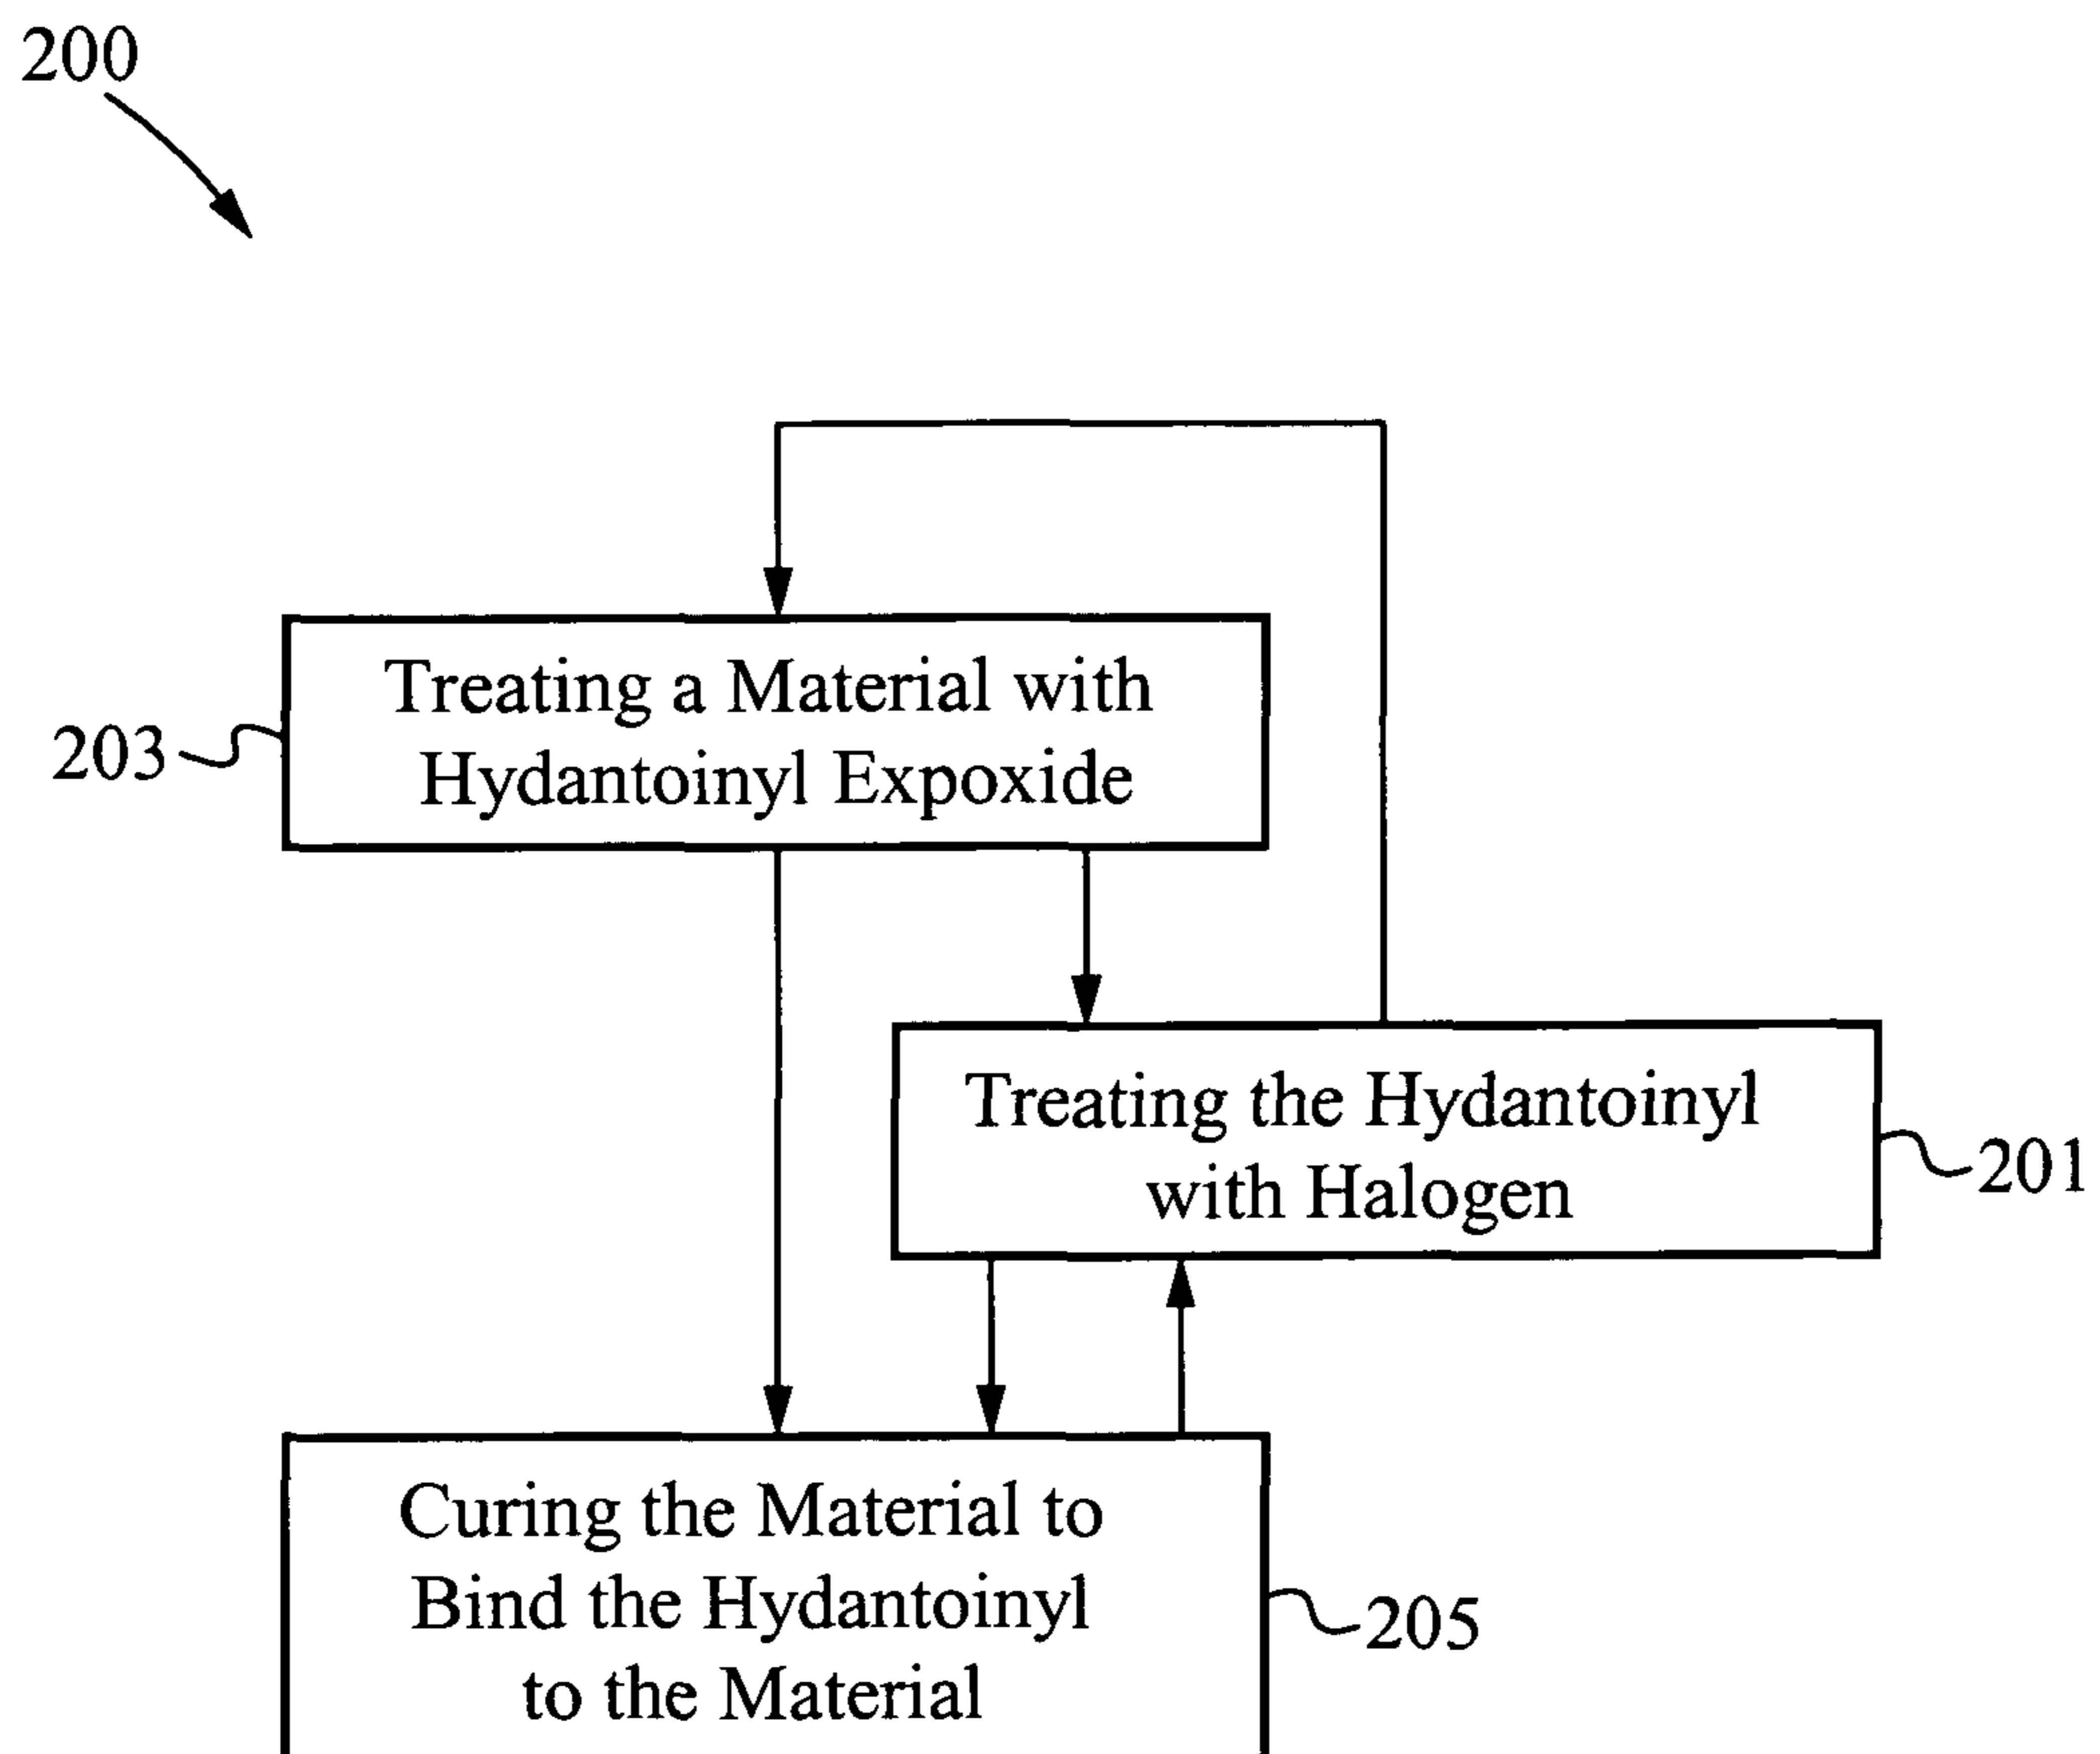 200
Treating a Material with
Hydantoinyl Expoxide
203
Treating the Hydantoinyl
with Halogen
201
Curing the Material to
Bind the Hydantoinyl
to the Material
205